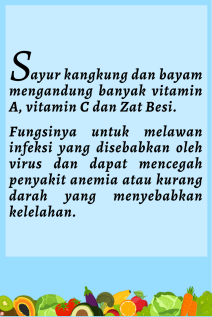 Sayur kangkung dan bayam
mengandung banyak vitamin
A, vitamin C dan Zat Besi.
Fungsinya untuk melawan
infeksi yang disebabkan oleh
virus dan dapat mencegah
penyakit anemia atau kurang
darah yang menyebabkan
kelelahan.